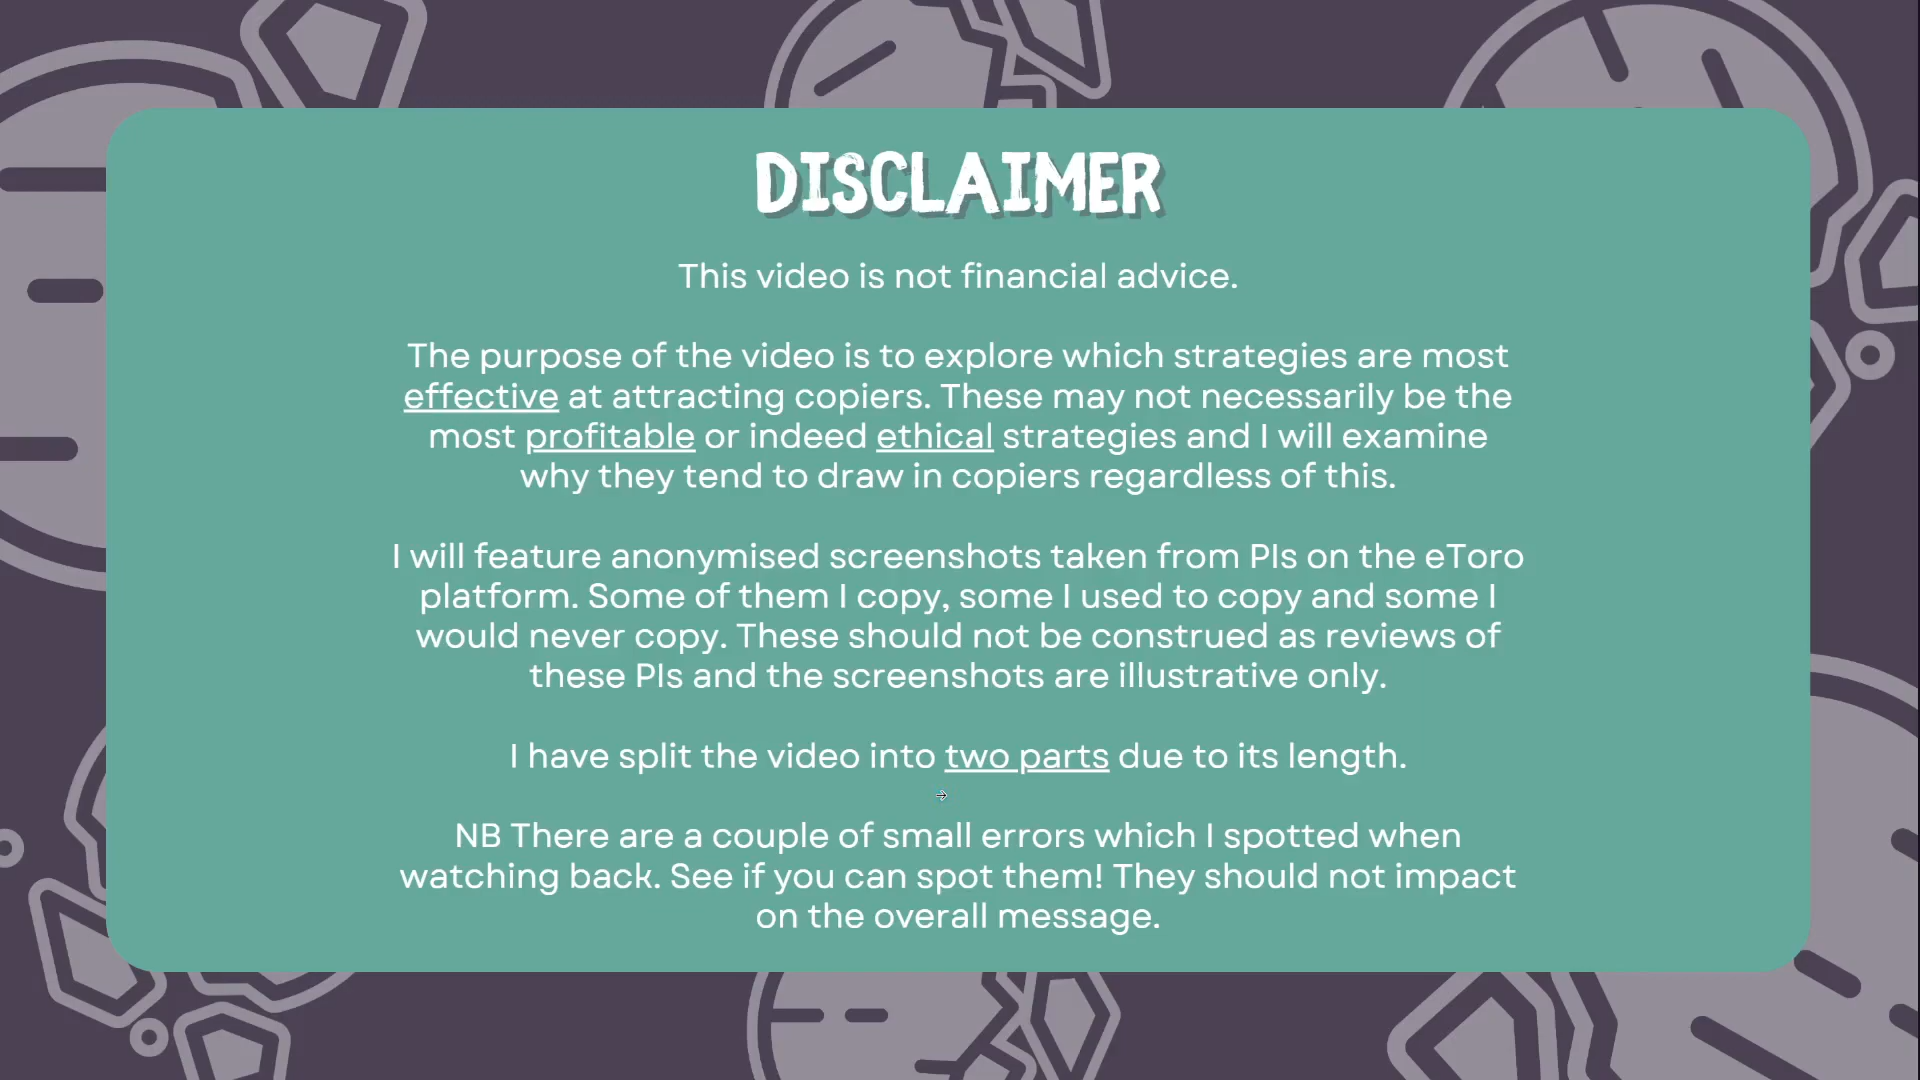 DISCLAIMER
This video is not financial advice.
The purpose of the video is to explore which strategies are most
effective at attracting copiers. These may not necessarily be the
most profitable or indeed ethical strategies and I will examine
why they tend to draw in copiers regardless of this.
I will feature anonymised screenshots taken from PIs on the eToro
platform. Some of them I copy, some I used to copy and some I
would never copy. These should not be construed as reviews of
these PIs and the screenshots are illustrative only.
I have split the video into two parts due to its length.
NB There are a couple of small errors which I spotted when
watching back. See if you can spot them! They should not impact
on the overall message.